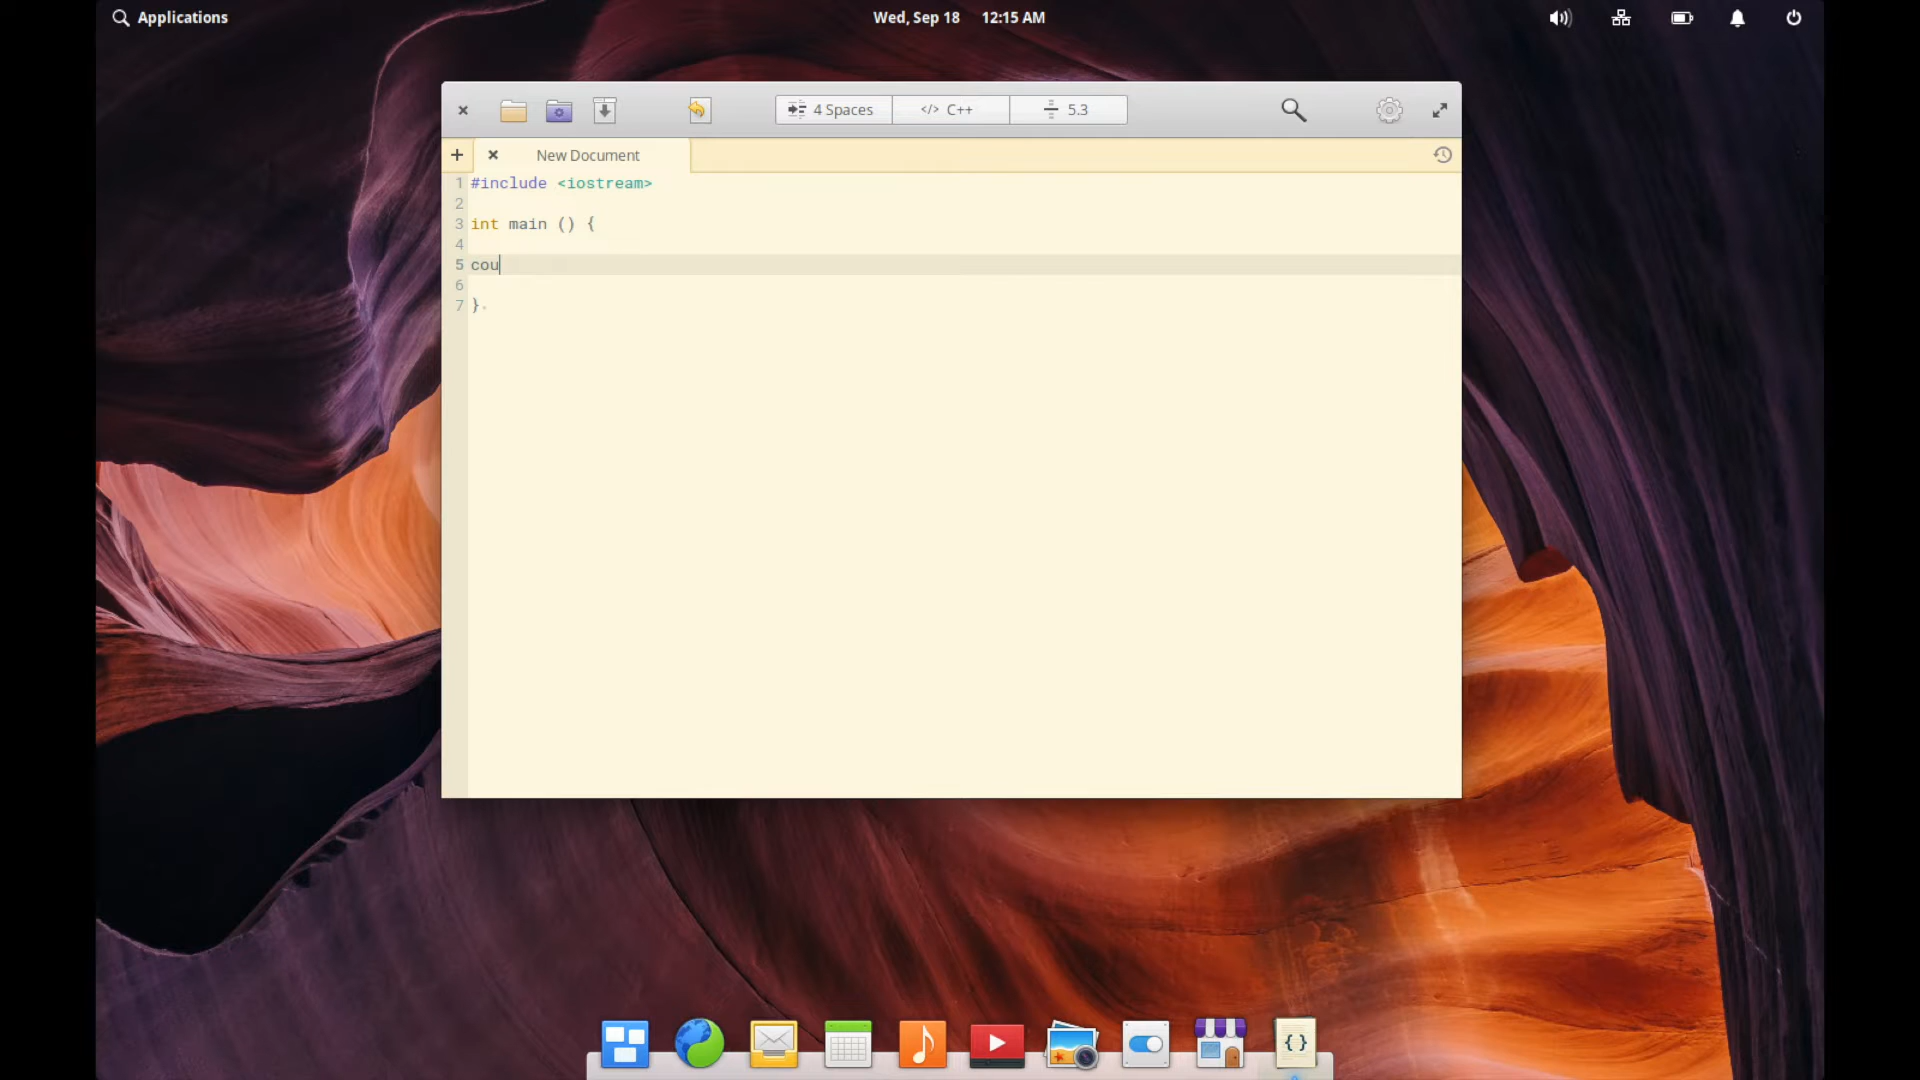 Applications
Wed, Sep 18 12:15 AM
4 Spaces
</> C++
5.3
+ × New Document
1 #include <iostream>
2
3 int main () {
4
5 cou
6
7 }
{}